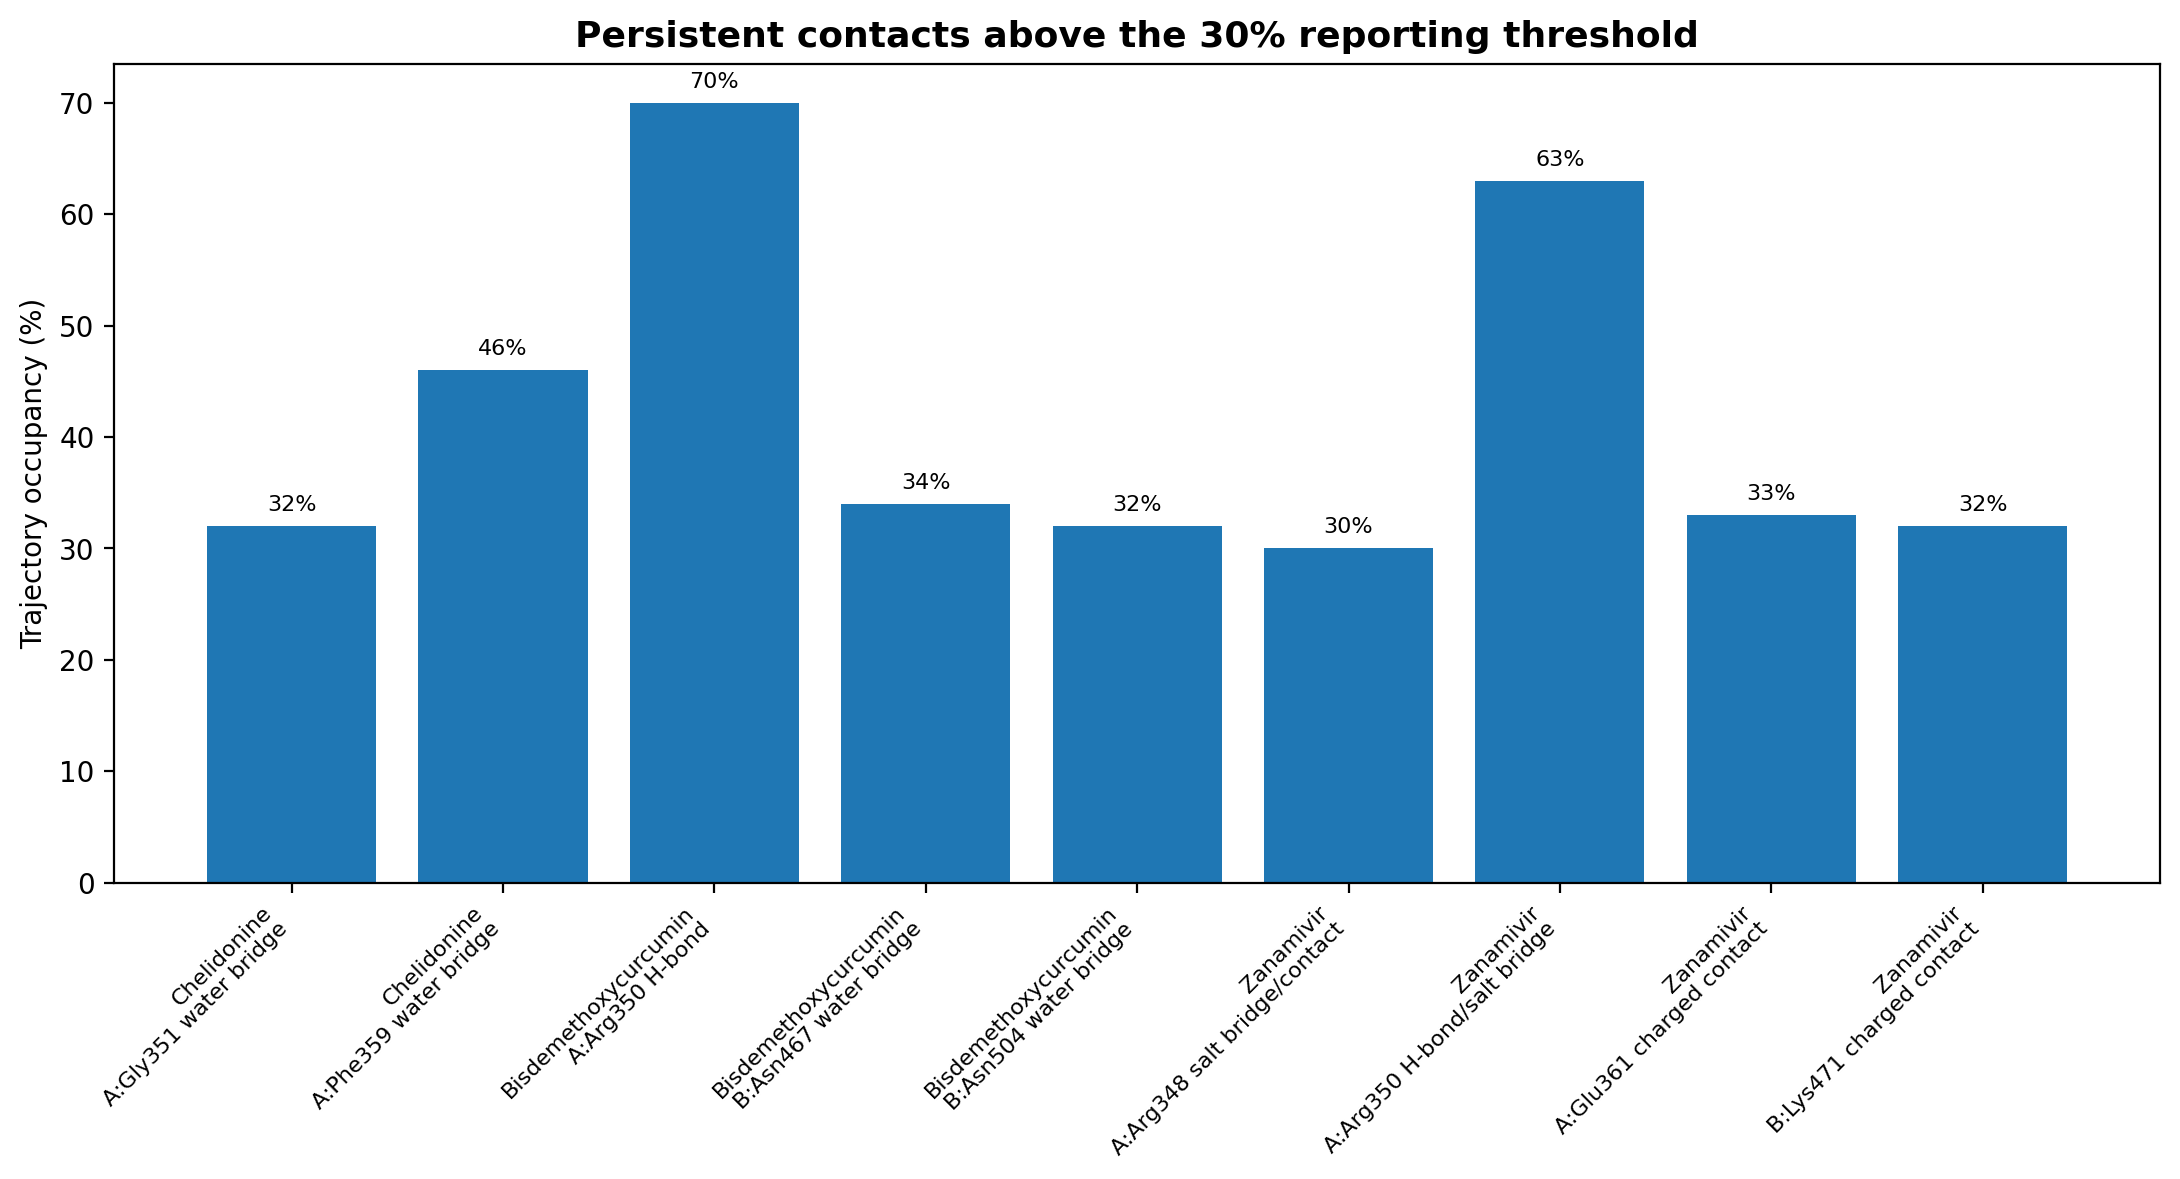 Persistent contacts above the 30% reporting threshold
Trajectory occupancy (%)
70
60
50
40
30
20
10
0
32%
46%
70%
34%
32%
30%
63%
33%
32%
Chelidonine
A:Gly351 water bridge
Chelidonine
A:Phe359 water bridge
Bisdemethoxycurcumin
A:Arg350 H-bond
Bisdemethoxycurcumin
B:Asn467 water bridge
Bisdemethoxycurcumin
B:Asn504 water bridge
Zanamivir
A:Arg348 salt bridge/contact
Zanamivir
A:Arg350 H-bond/salt bridge
Zanamivir
A:Glu361 charged contact
Zanamivir
B:Lys471 charged contact